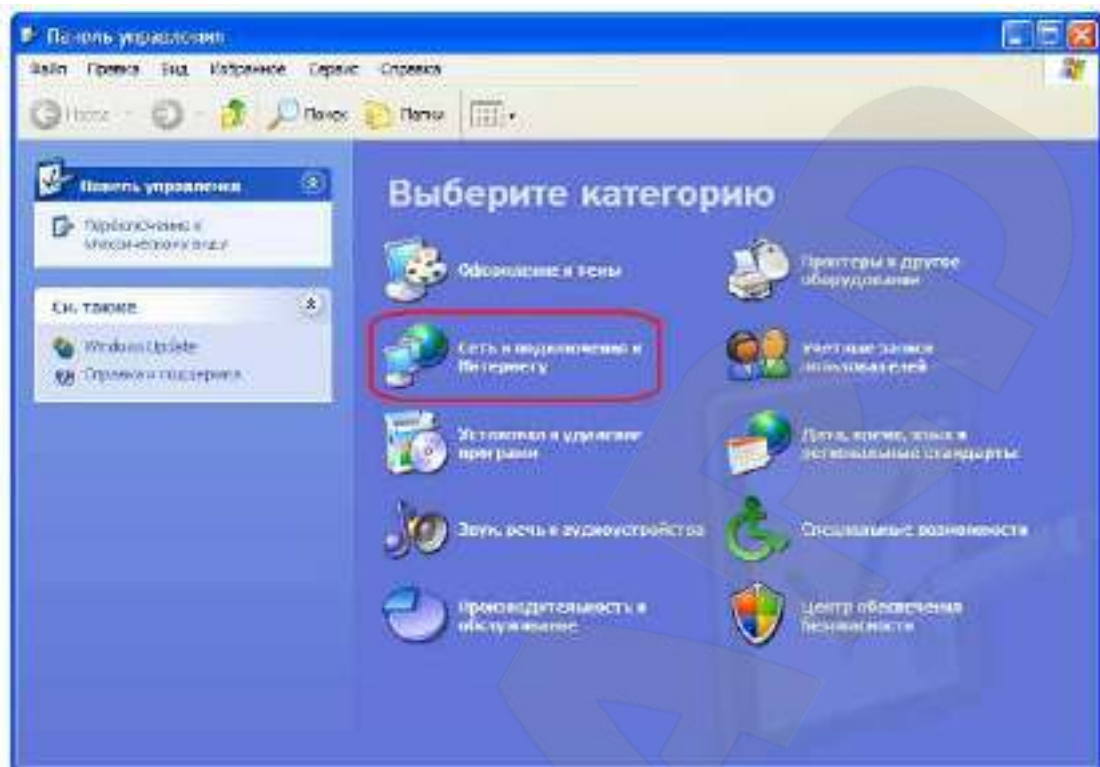 Панель управления
Файл Правка Вид Избранное Сервис Справка
Назад Поиск Папки
Панель управления
Переключение к
классическому виду
См. также
Windows Update
Справка и поддержка
Выберите категорию
Оформление и темы
Принтеры и другое
оборудование
Сеть и подключения к
Интернету
Учетные записи
пользователей
Установка и удаление
программ
Дата, время, язык и
региональные стандарты
Звук, речь и аудиоустройства
Специальные возможности
Производительность и
обслуживание
Центр обеспечения
безопасности